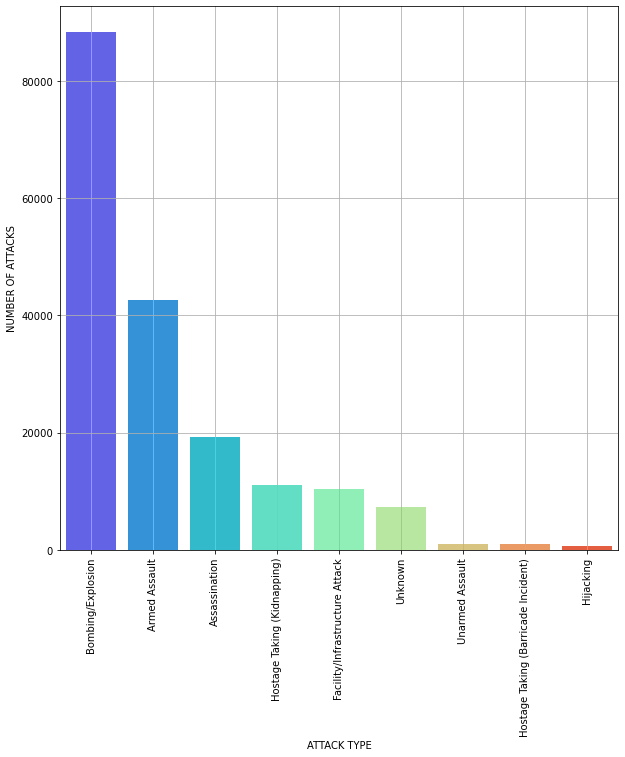 80000
60000
40000
20000
0
NUMBER OF ATTACKS
Bombing/Explosion
Armed Assault
Assassination
Hostage Taking (Kidnapping)
Facility/Infrastructure Attack
Unknown
Unarmed Assault
Hostage Taking (Barricade Incident)
Hijacking
ATTACK TYPE